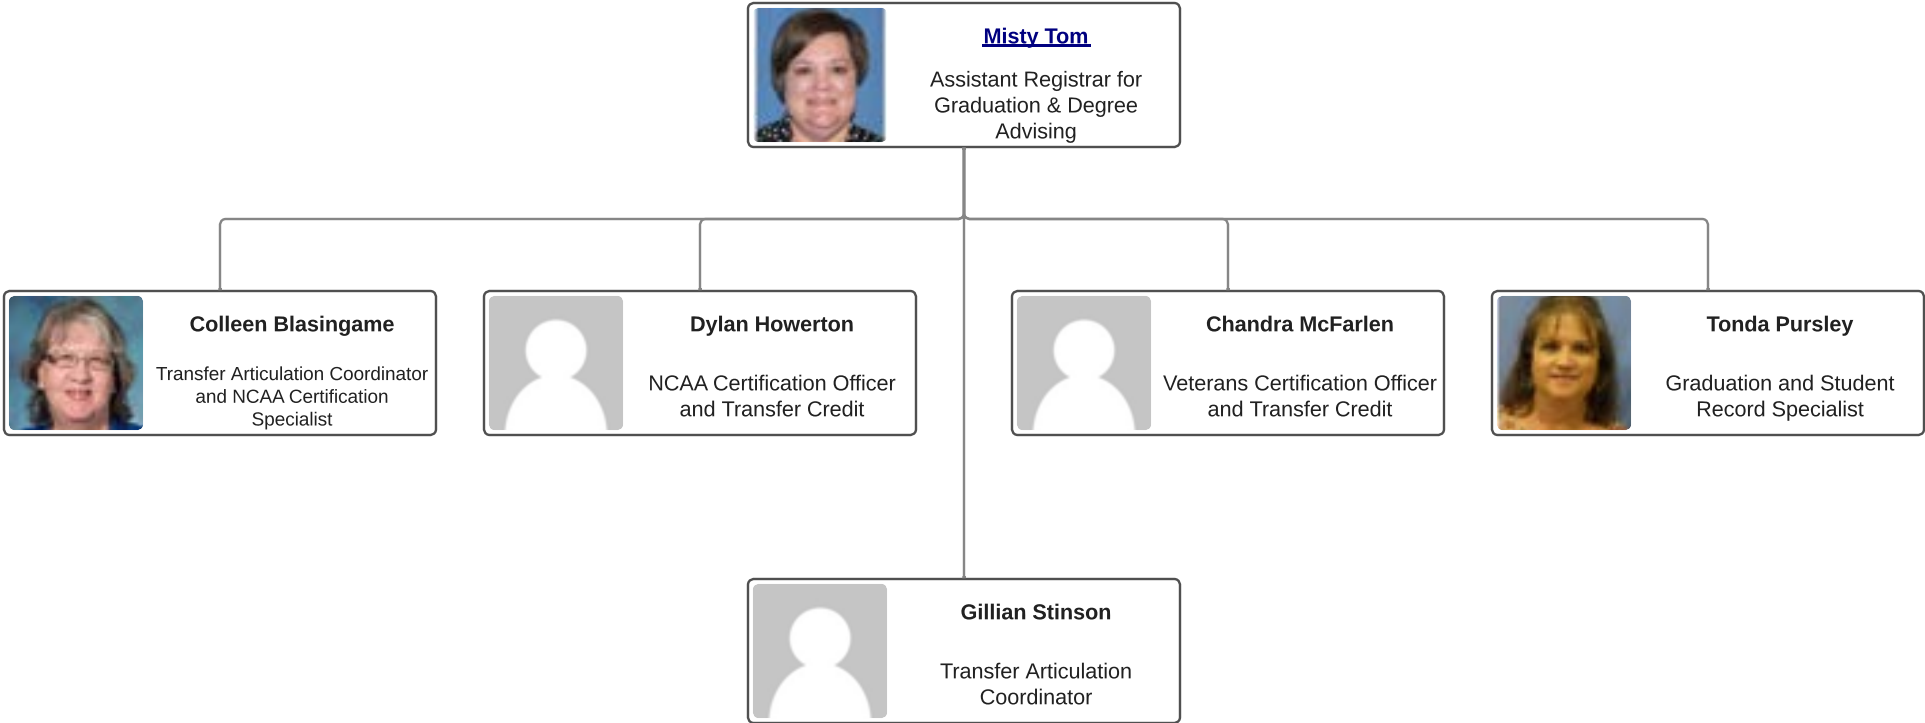 Misty Tom
Assistant Registrar for
Graduation & Degree
Advising
Colleen Blasingame
Transfer Articulation Coordinator
and NCAA Certification
Specialist
Dylan Howerton
NCAA Certification Officer
and Transfer Credit
Chandra McFarlen
Veterans Certification Officer
and Transfer Credit
Tonda Pursley
Graduation and Student
Record Specialist
Gillian Stinson
Transfer Articulation
Coordinator